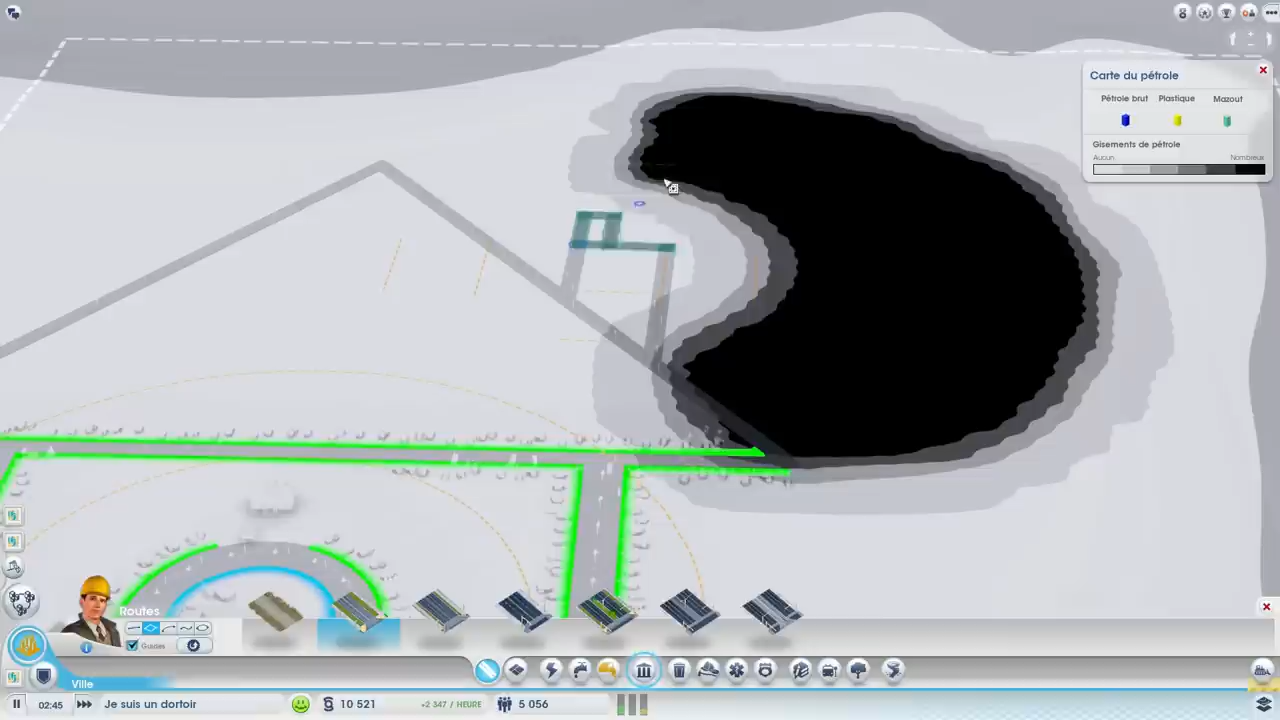 Carte du pétrole
Pétrole brut Plastique Mazout
Gisements de pétrole
Aucun Nombreux
Routes
Guides
Ville
02:45 Je suis un dortoir 10 521 +2 347 / HEURE 5 056